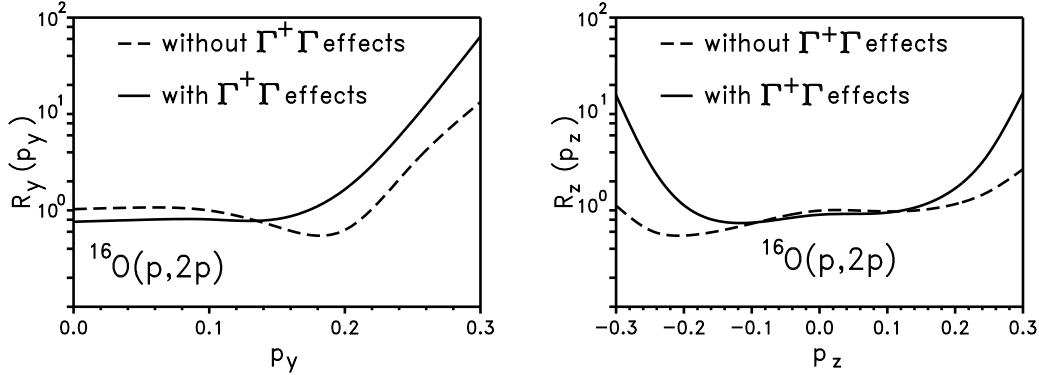 10²
10¹
10⁰
R_y (p_y)
without Γ⁺Γ effects
with Γ⁺Γ effects
¹⁶O(p,2p)
0.0 0.1 0.2 0.3
p_y
10²
10¹
10⁰
R_z (p_z)
without Γ⁺Γ effects
with Γ⁺Γ effects
¹⁶O(p,2p)
−0.3 −0.2 −0.1 0.0 0.1 0.2 0.3
p_z